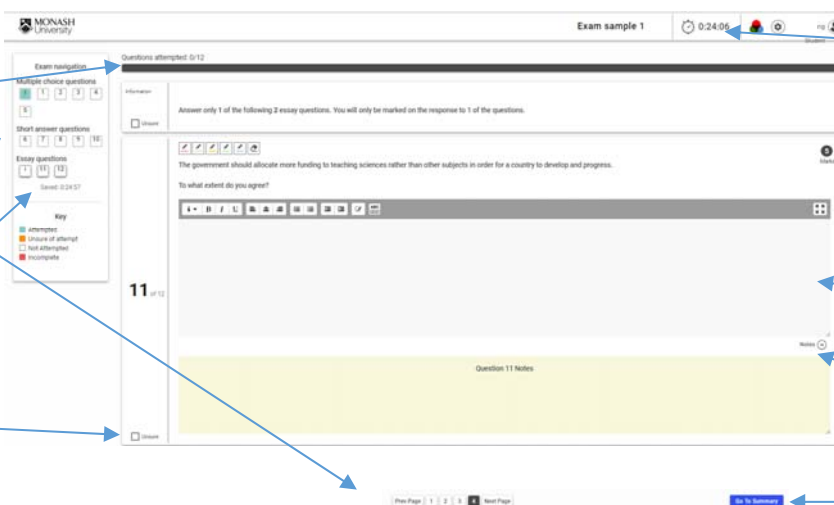 MONASH
University
Exam sample 1
0:24:06
Student
Exam navigation
Multiple choice questions
1 2 3 4
5
Short answer questions
6 7 8 9 10
Essay questions
i 11 12
Saved: 0:24:57
Key
Attempted
Unsure of attempt
Not Attempted
Incomplete
Questions attempted: 0/12
Information
Answer only 1 of the following 2 essay questions. You will only be marked on the response to 1 of the questions.
Unsure
The government should allocate more funding to teaching sciences rather than other subjects in order for a country to develop and progress.
To what extent do you agree?
5
Marks
B I U
11 of 12
Notes
Question 11 Notes
Unsure
Prev Page 1 2 3 4 Next Page
Go To Summary